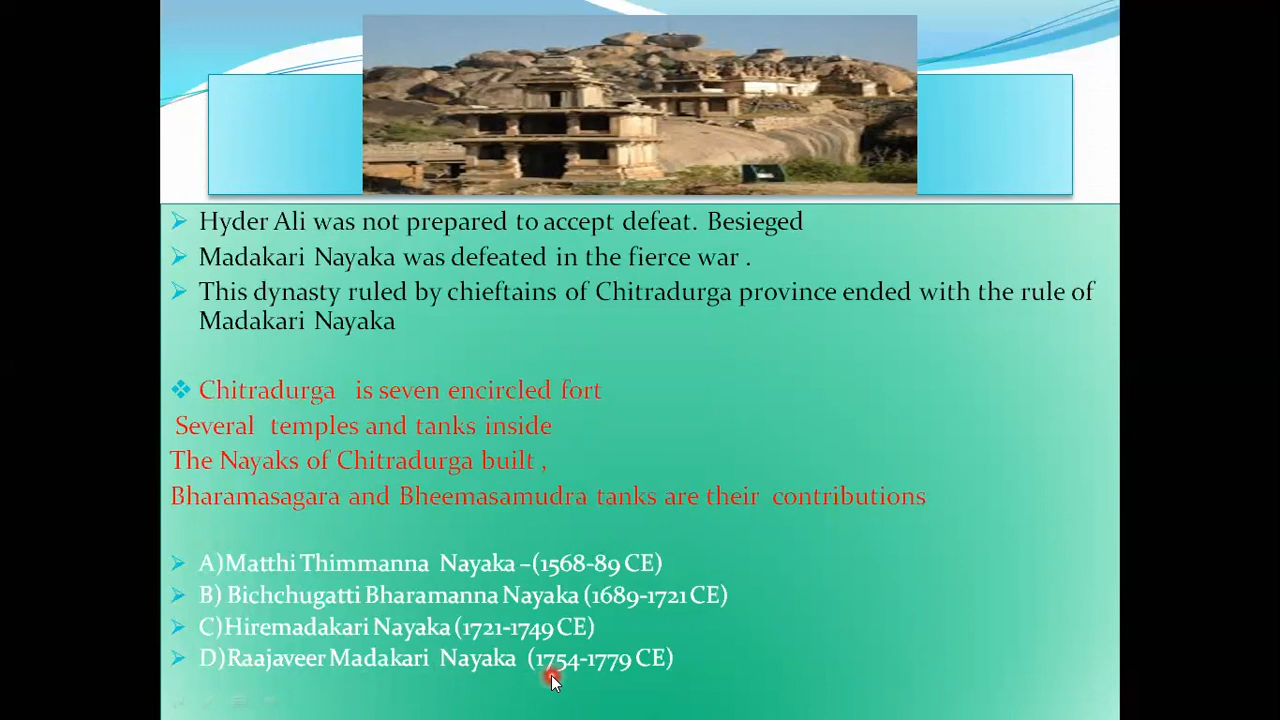 Hyder Ali was not prepared to accept defeat. Besieged
Madakari Nayaka was defeated in the fierce war .
This dynasty ruled by chieftains of Chitradurga province ended with the rule of
Madakari Nayaka
Chitradurga is seven encircled fort
Several temples and tanks inside
The Nayaks of Chitradurga built ,
Bharamasagara and Bheemasamudra tanks are their contributions
A)Matthi Thimmanna Nayaka –(1568-89 CE)
B) Bichchugatti Bharamanna Nayaka (1689-1721 CE)
C)Hiremadakari Nayaka (1721-1749 CE)
D)Raajaveer Madakari Nayaka (1754-1779 CE)